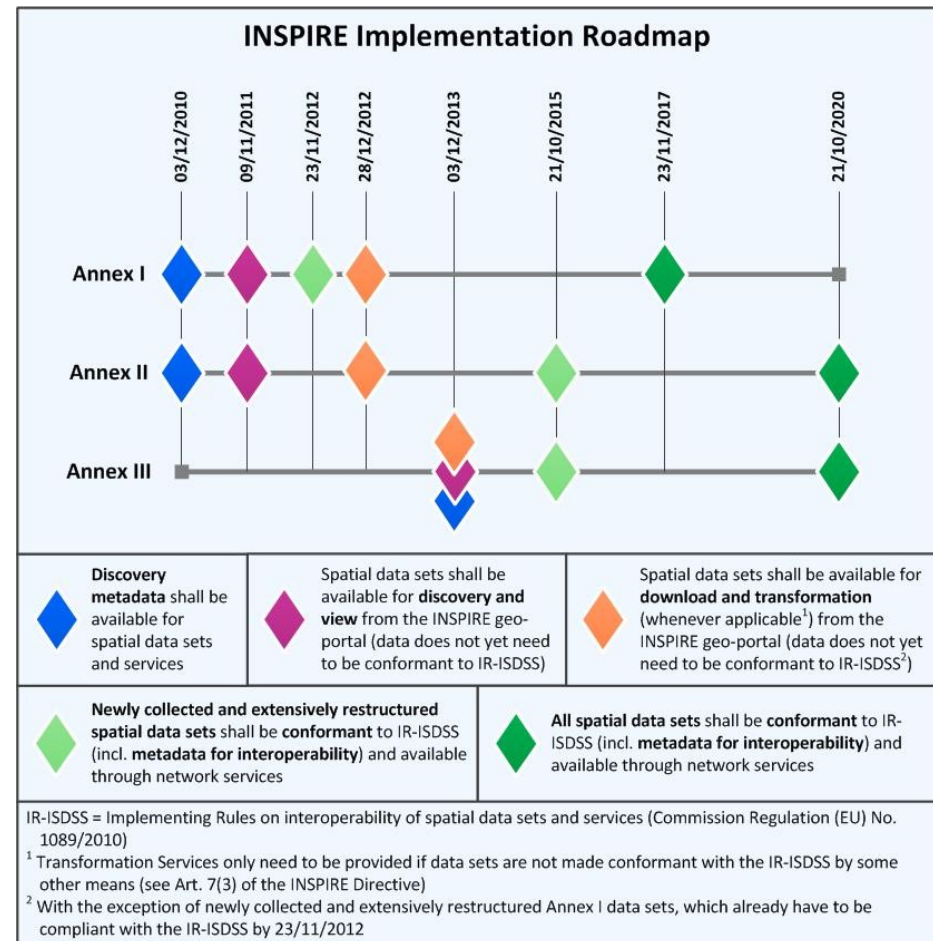 INSPIRE Implementation Roadmap
03/12/2010
09/11/2011
23/11/2012
28/12/2012
03/12/2013
21/10/2015
23/11/2017
21/10/2020
Annex I
Annex II
Annex III
Discovery
metadata shall be
available for
spatial data sets
and services
Spatial data sets shall be
available for discovery and
view from the INSPIRE geo-
portal (data does not yet need
to be conformant to IR-ISDSS)
Spatial data sets shall be available for
download and transformation
(whenever applicable¹) from the
INSPIRE geo-portal (data does not yet
need to be conformant to IR-ISDSS²)
Newly collected and extensively restructured
spatial data sets shall be conformant to IR-ISDSS
(incl. metadata for interoperability) and available
through network services
All spatial data sets shall be conformant to IR-
ISDSS (incl. metadata for interoperability) and
available through network services
IR-ISDSS = Implementing Rules on interoperability of spatial data sets and services (Commission Regulation (EU) No.
1089/2010)
¹ Transformation Services only need to be provided if data sets are not made conformant with the IR-ISDSS by some
other means (see Art. 7(3) of the INSPIRE Directive)
² With the exception of newly collected and extensively restructured Annex I data sets, which already have to be
compliant with the IR-ISDSS by 23/11/2012